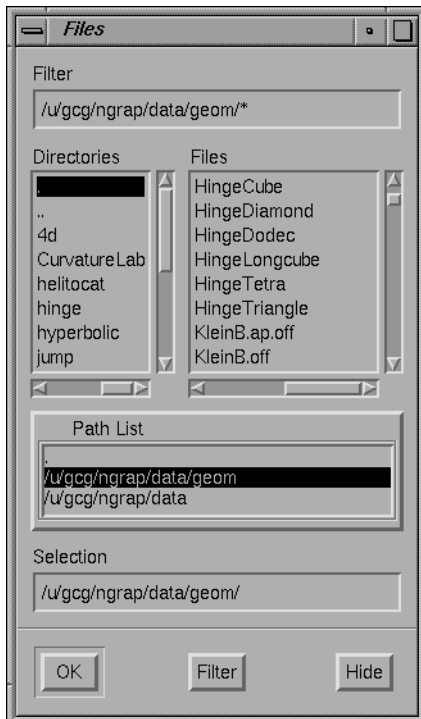 Files
Filter
/u/gcg/ngrap/data/geom/*
Directories
.
..
4d
CurvatureLab
helitocat
hinge
hyperbolic
jump
Files
HingeCube
HingeDiamond
HingeDodec
HingeLongcube
HingeTetra
HingeTriangle
KleinB.ap.off
KleinB.off
Path List
.
/u/gcg/ngrap/data/geom
/u/gcg/ngrap/data
Selection
/u/gcg/ngrap/data/geom/
OK
Filter
Hide